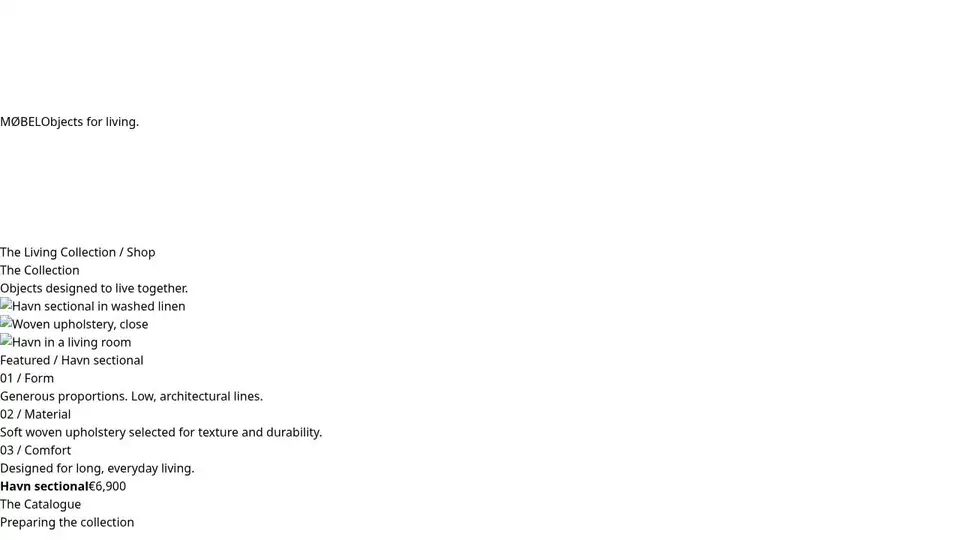 MØBELObjects for living.
The Living Collection / Shop
The Collection
Objects designed to live together.
Havn sectional in washed linen
Woven upholstery, close
Havn in a living room
Featured / Havn sectional
01 / Form
Generous proportions. Low, architectural lines.
02 / Material
Soft woven upholstery selected for texture and durability.
03 / Comfort
Designed for long, everyday living.
Havn sectional€6,900
The Catalogue
Preparing the collection